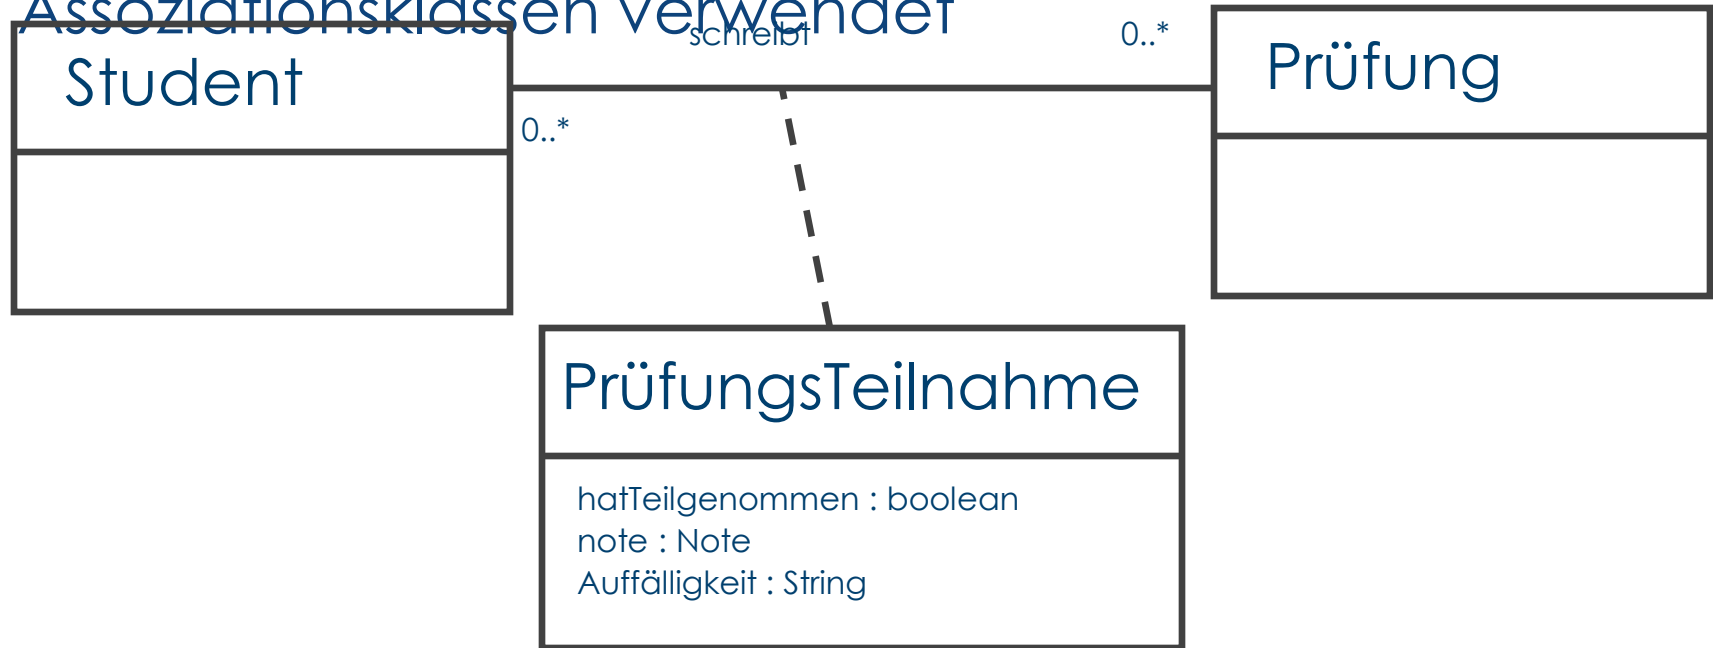 Assoziationsklassen verwendet
schreibt
0..*
Student
Prüfung
0..*
PrüfungsTeilnahme
hatTeilgenommen : boolean
note : Note
Auffälligkeit : String